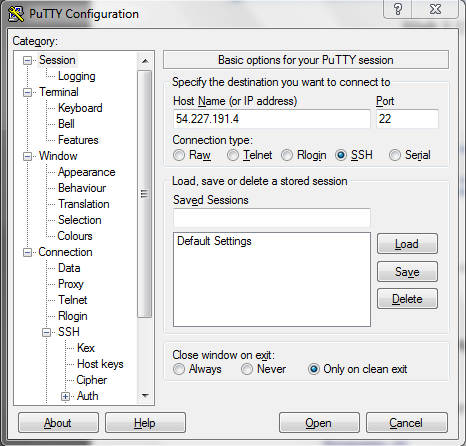 PuTTY Configuration
Category:
Session
Logging
Terminal
Keyboard
Bell
Features
Window
Appearance
Behaviour
Translation
Selection
Colours
Connection
Data
Proxy
Telnet
Rlogin
SSH
Kex
Host keys
Cipher
Auth
Basic options for your PuTTY session
Specify the destination you want to connect to
Host Name (or IP address) Port
54.227.191.4 22
Connection type:
Raw Telnet Rlogin SSH Serial
Load, save or delete a stored session
Saved Sessions
Default Settings
Load
Save
Delete
Close window on exit:
Always Never Only on clean exit
About Help Open Cancel